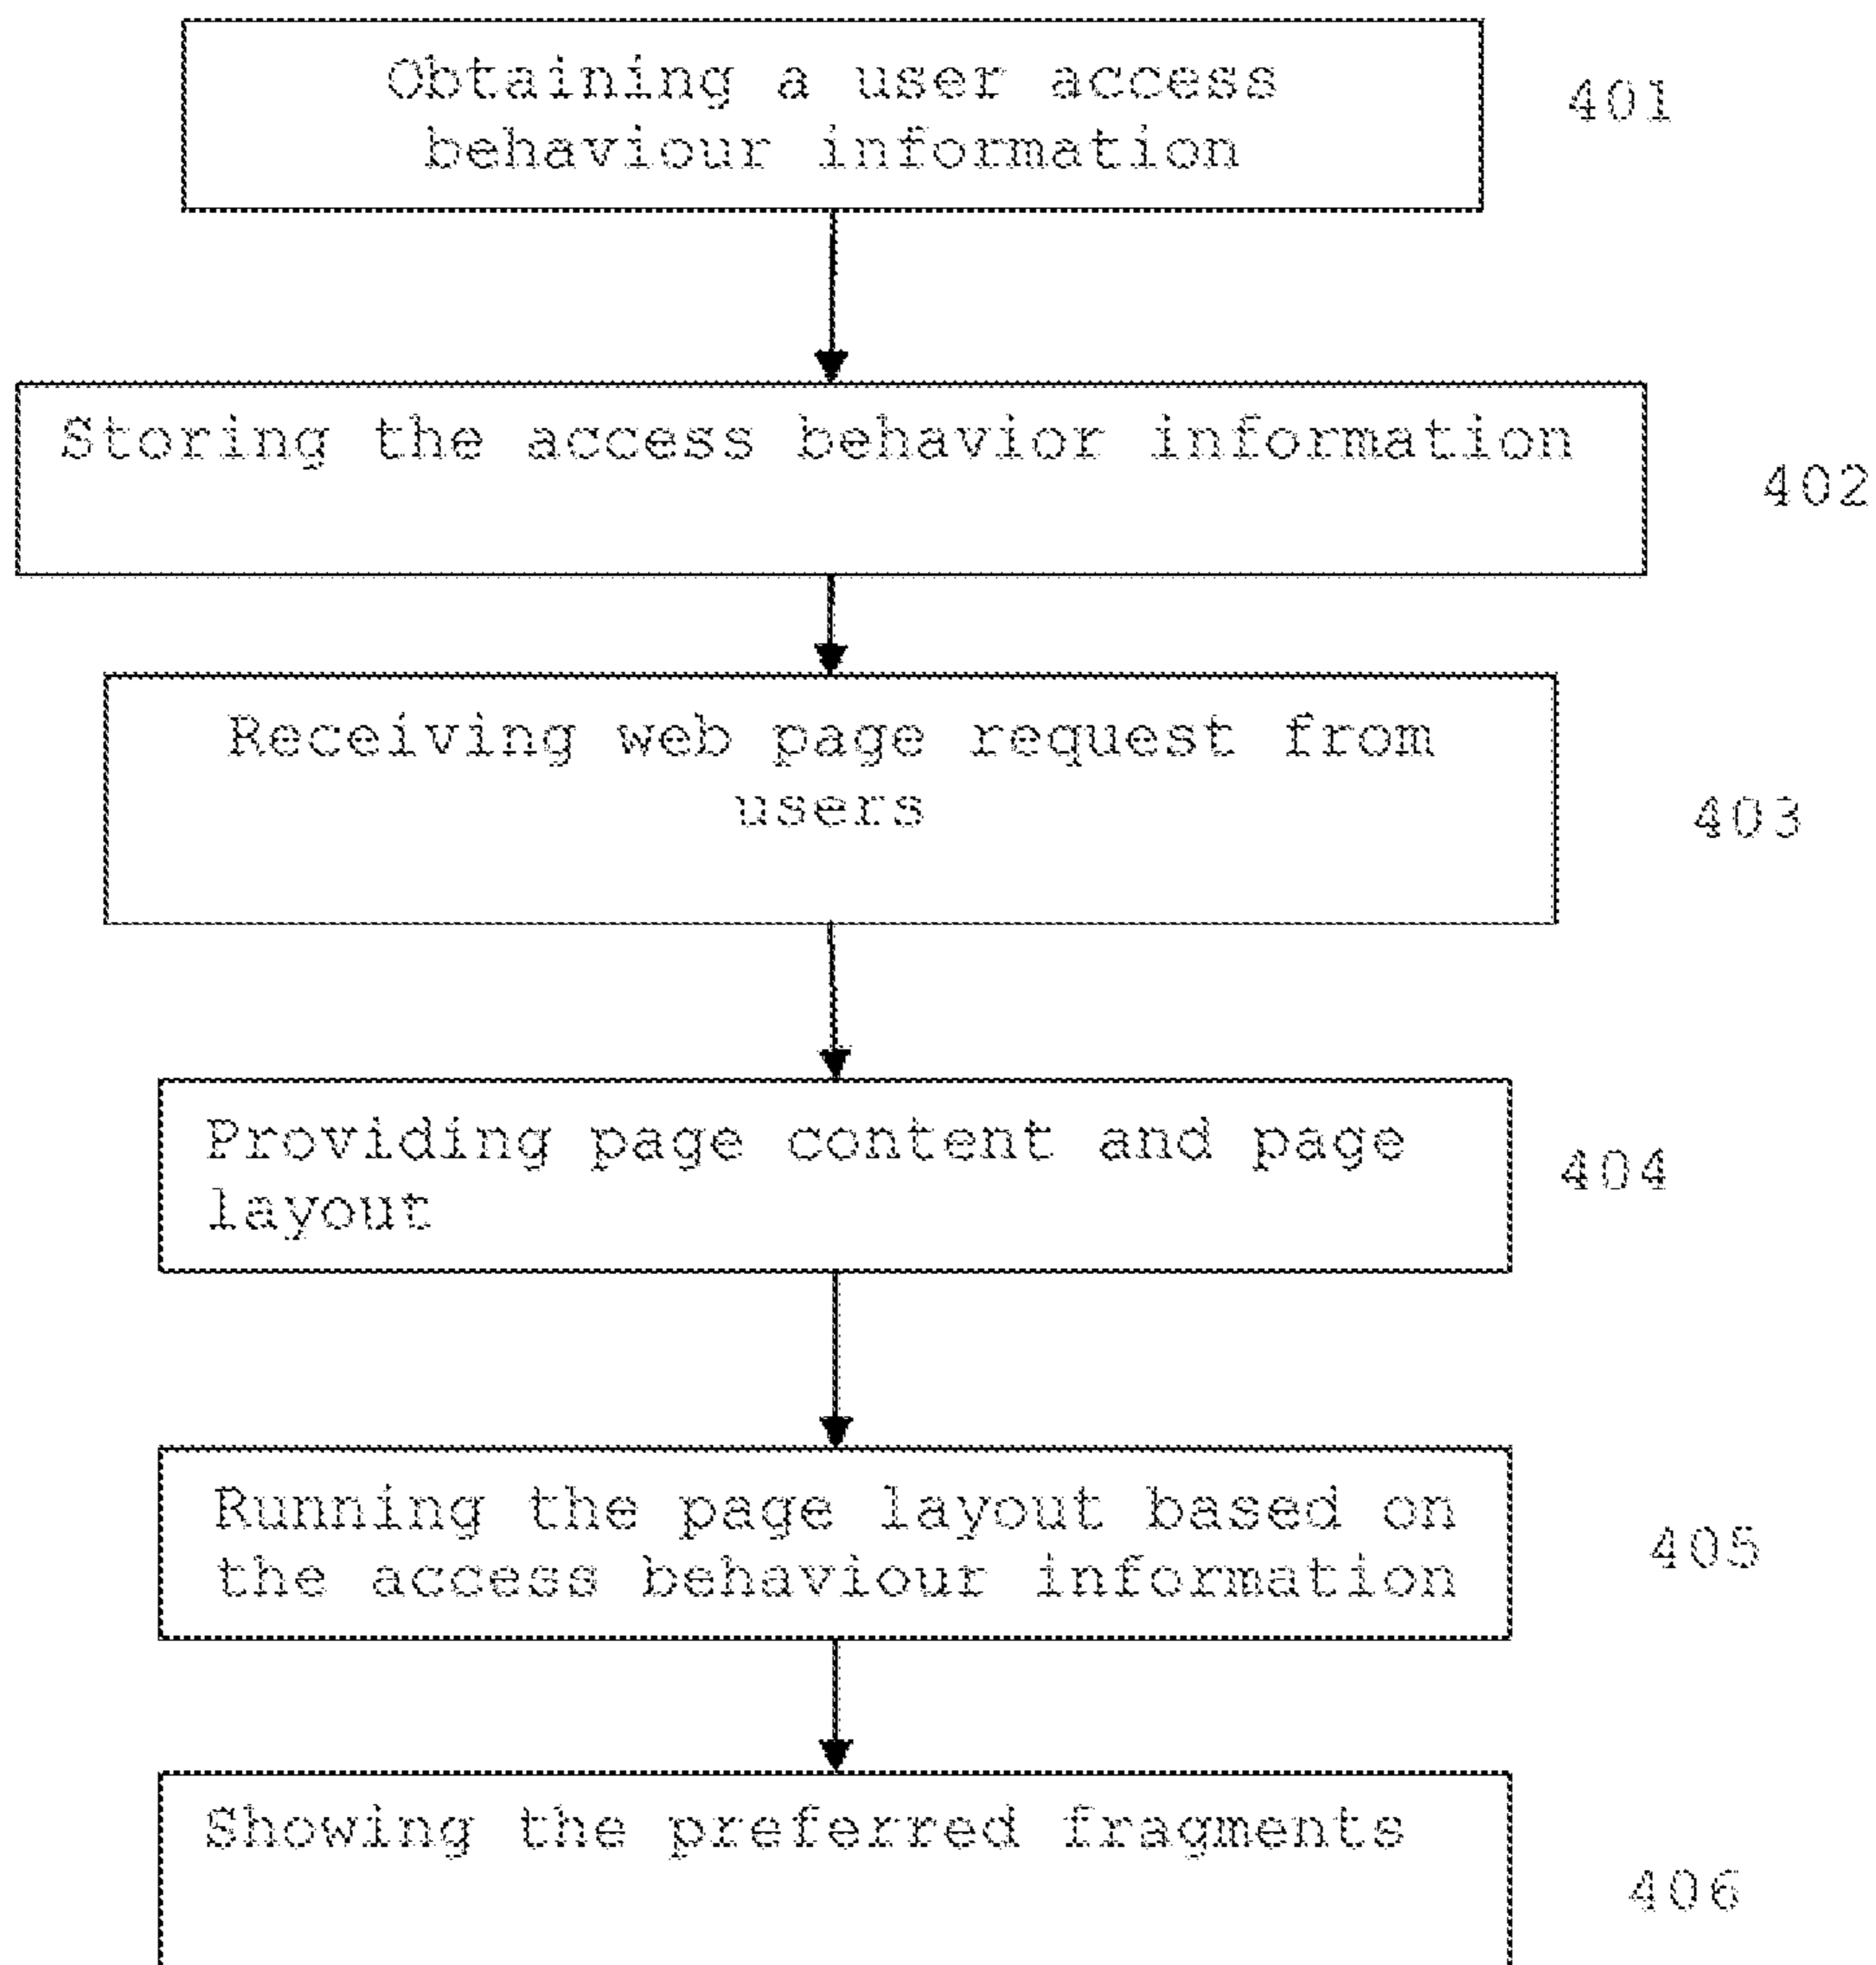 Obtaining a user access
behaviour information
401
Storing the access behavior information
402
Receiving web page request from
users
403
Providing page content and page
layout
404
Running the page layout based on
the access behaviour information
405
Showing the preferred fragments
406